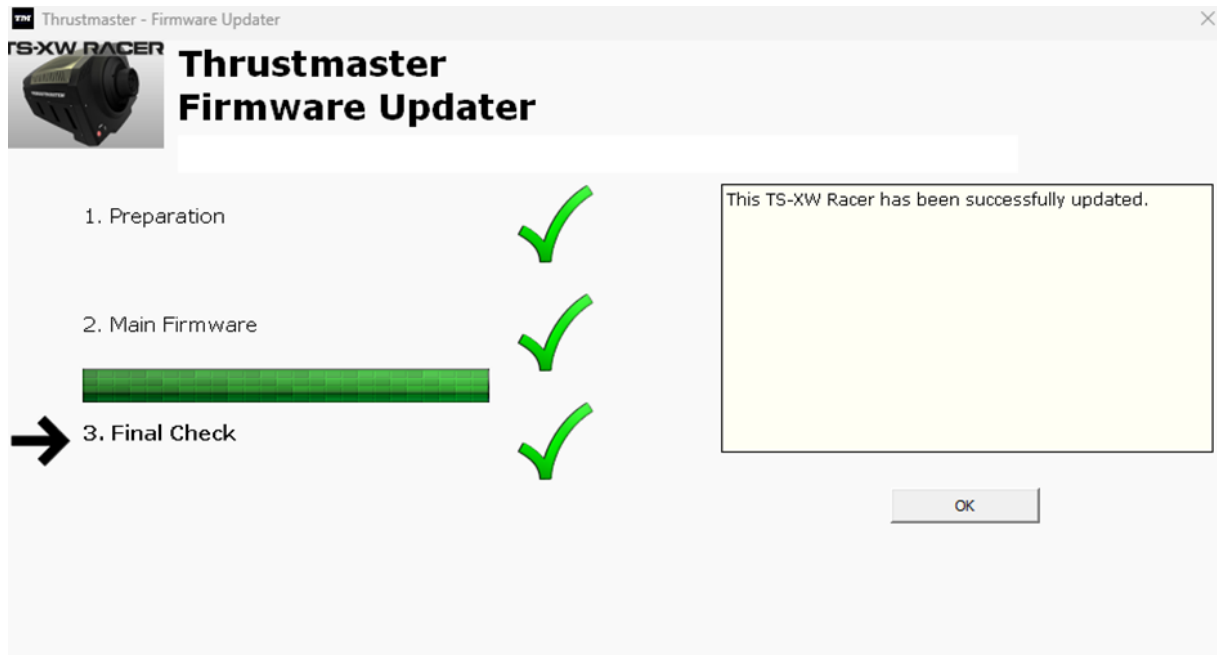 TM Thrustmaster - Firmware Updater
TS-XW RACER
Thrustmaster
Firmware Updater
1. Preparation
This TS-XW Racer has been successfully updated.
2. Main Firmware
3. Final Check
OK